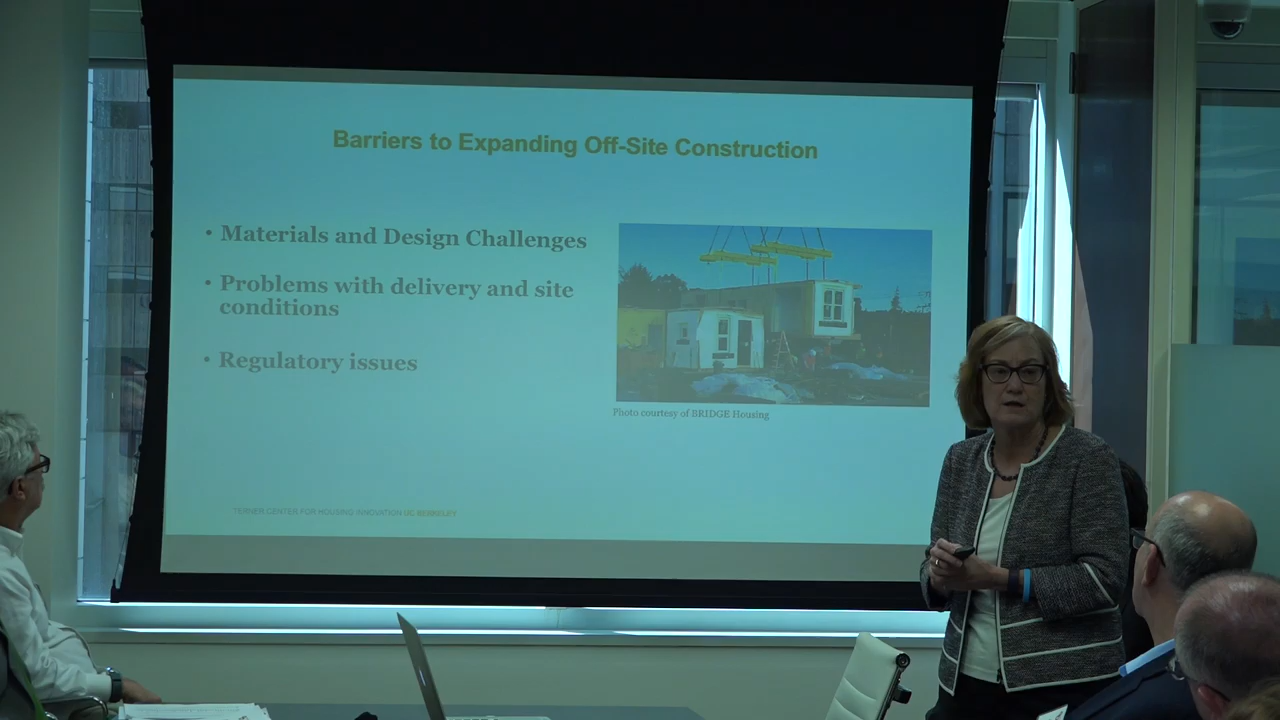 Barriers to Expanding Off-Site Construction
• Materials and Design Challenges
• Problems with delivery and site
conditions
• Regulatory issues
Photo courtesy of BRIDGE Housing
TERNER CENTER FOR HOUSING INNOVATION UC BERKELEY